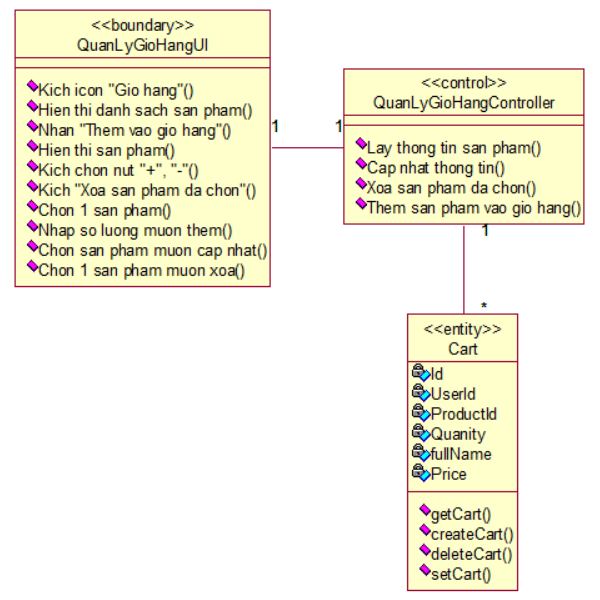 <<boundary>>
QuanLyGioHangUI
Kich icon "Gio hang"()
Hien thi danh sach san pham()
Nhan "Them vao gio hang"()
Hien thi san pham()
Kich chon nut "+", "-"()
Kich "Xoa san pham da chon"()
Chon 1 san pham()
Nhap so luong muon them()
Chon san pham muon cap nhat()
Chon 1 san pham muon xoa()
1
1
<<control>>
QuanLyGioHangController
Lay thong tin san pham()
Cap nhat thong tin()
Xoa san pham da chon()
Them san pham vao gio hang()
1
*
<<entity>>
Cart
Id
UserId
ProductId
Quanity
fullName
Price
getCart()
createCart()
deleteCart()
setCart()